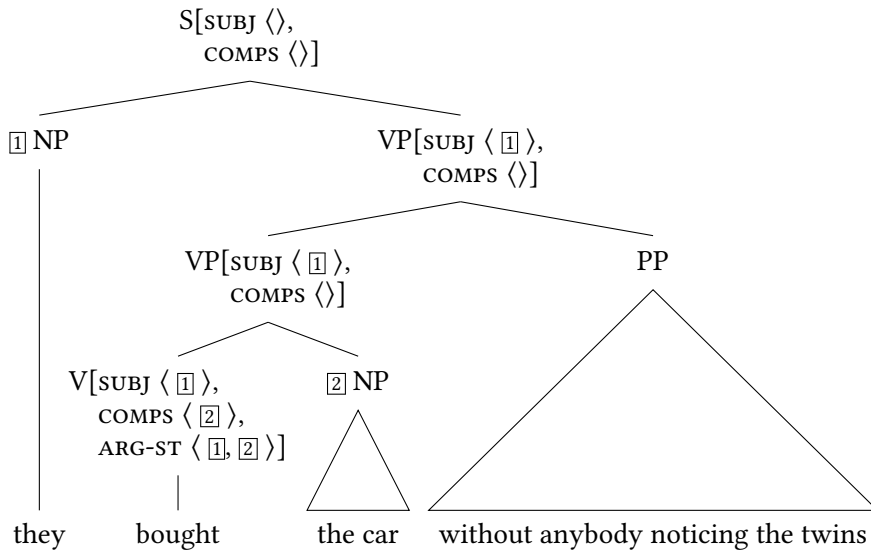 S[SUBJ ⟨⟩,
COMPS ⟨⟩]
1 NP
VP[SUBJ ⟨ 1 ⟩,
COMPS ⟨⟩]
VP[SUBJ ⟨ 1 ⟩,
COMPS ⟨⟩]
PP
V[SUBJ ⟨ 1 ⟩,
COMPS ⟨ 2 ⟩,
ARG-ST ⟨ 1, 2 ⟩]
2 NP
they bought the car without anybody noticing the twins